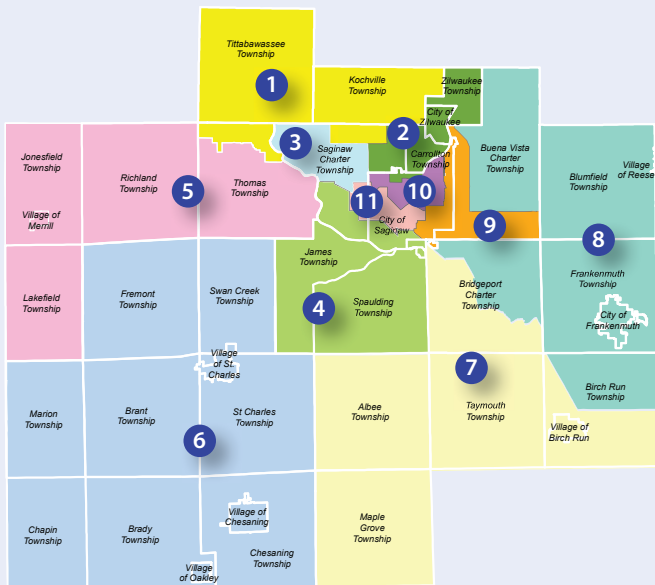 Tittabawassee
Township
1
Kochville
Township
Zilwaukee
Township
City of
Zilwaukee
2
3
Saginaw
Charter
Township
Carrollton
Township
Buena Vista
Charter
Township
Jonesfield
Township
Richland
Township
Thomas
Township
5
Village of
Merrill
10
11
City of
Saginaw
9
Blumfield
Township
Village
of Reese
8
James
Township
Lakefield
Township
Fremont
Township
Swan Creek
Township
4
Spaulding
Township
Bridgeport
Charter
Township
Frankenmuth
Township
City of
Frankenmuth
Village
of St
Charles
7
Marion
Township
Brant
Township
St Charles
Township
6
Albee
Township
Taymouth
Township
Birch Run
Township
Village of
Birch Run
Chapin
Township
Brady
Township
Village of
Chesaning
Village
of Oakley
Chesaning
Township
Maple
Grove
Township